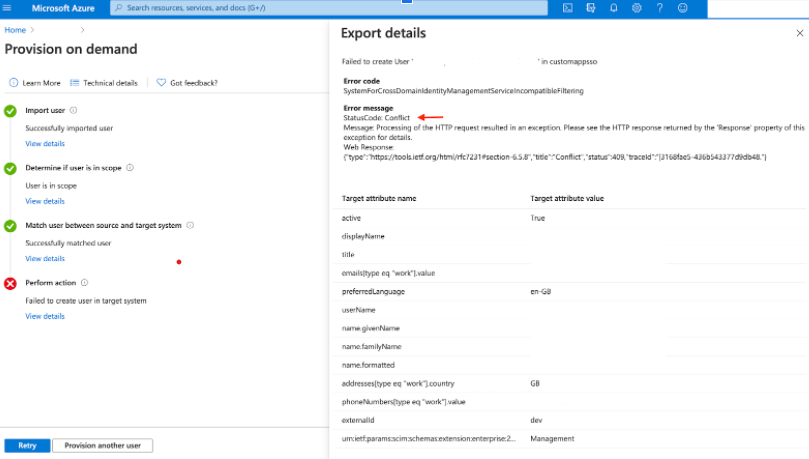 Microsoft Azure
Search resources, services, and docs (G+/)
Home
Provision on demand
Learn More
Technical details
Got feedback?
Import user
Successfully imported user
View details
Determine if user is in scope
User is in scope
View details
Match user between source and target system
Successfully matched user
View details
Perform action
Failed to create user in target system
View details
Retry
Provision another user
Export details
Failed to create User ' ' in customappsso
Error code
SystemForCrossDomainIdentityManagementServiceIncompatibleFiltering
Error message
StatusCode: Conflict
Message: Processing of the HTTP request resulted in an exception. Please see the HTTP response returned by the 'Response' property of this
exception for details.
Web Response:
{"type":"https://tools.ietf.org/html/rfc7231#section-6.5.8","title":"Conflict","status":409,"traceId":"]3168fae5-436b543377d9db48."}
Target attribute name Target attribute value
active True
displayName
title
emails[type eq "work"].value
preferredLanguage en-GB
userName
name.givenName
name.familyName
name.formatted
addresses[type eq "work"].country GB
phoneNumbers[type eq "work"].value
externalId dev
urn:ietf:params:scim:schemas:extension:enterprise:2... Management